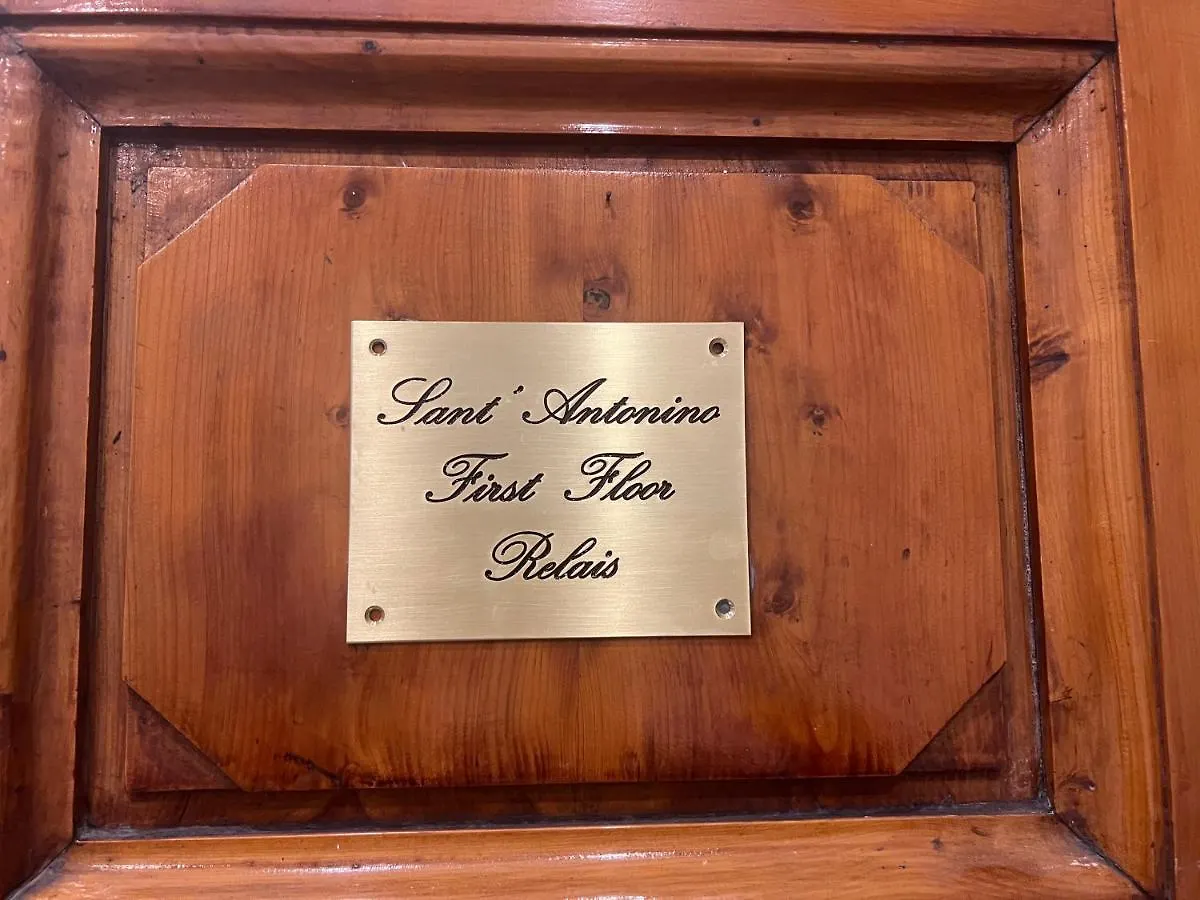 Sant' Antonino
First Floor
Relais